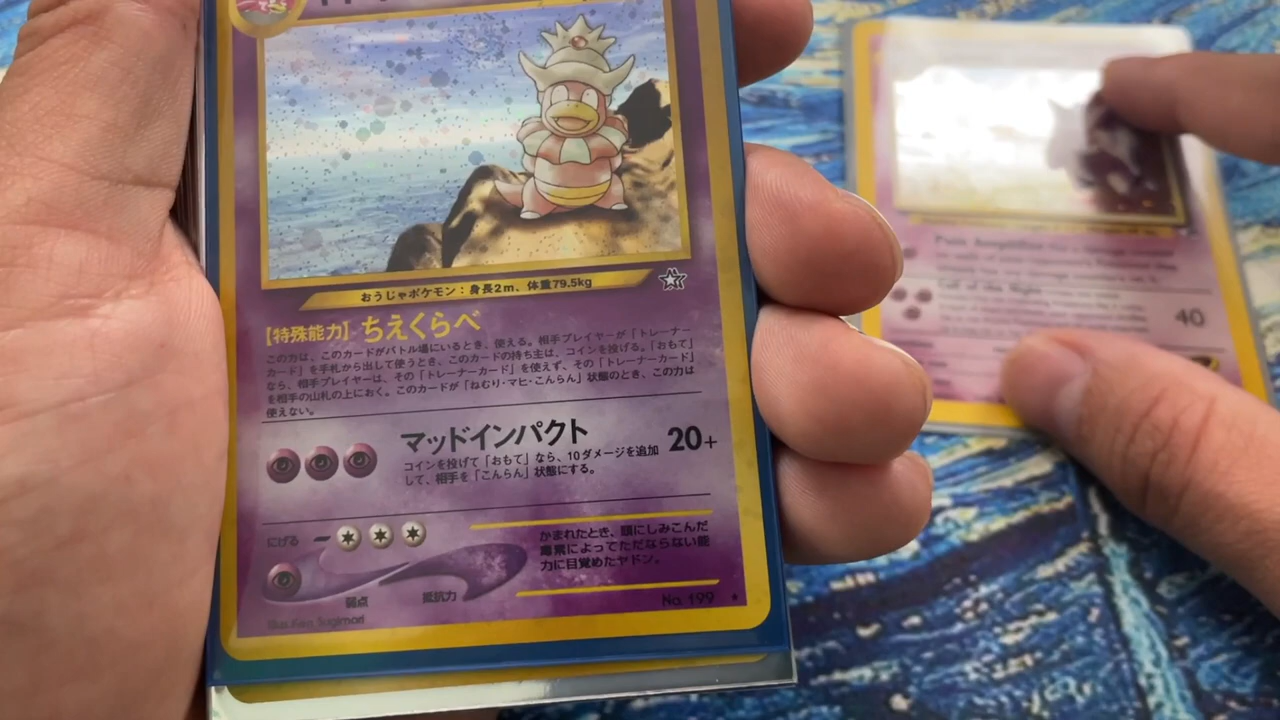 おうじゃポケモン：身長2m、体重79.5kg
【特殊能力】ちえくらべ
この力は、このカードがバトル場にいるとき、使える。相手プレイヤーが「トレーナー
カード」を手札から出して使うとき、このカードの持ち主は、コインを投げる。「おもて」
なら、相手プレイヤーは、その「トレーナーカード」を使えず、その「トレーナーカード」
を相手の山札の上におく。このカードが「ねむり・マヒ・こんらん」状態のとき、この力は
使えない。
マッドインパクト 20+
コインを投げて「おもて」なら、10ダメージを追加
して、相手を「こんらん」状態にする。
にげる
弱点
抵抗力
かまれたとき、頭にしみこんだ
毒素によってただならない能
力に目覚めたヤドン。
No. 199
Illus. Ken Sugimori
40